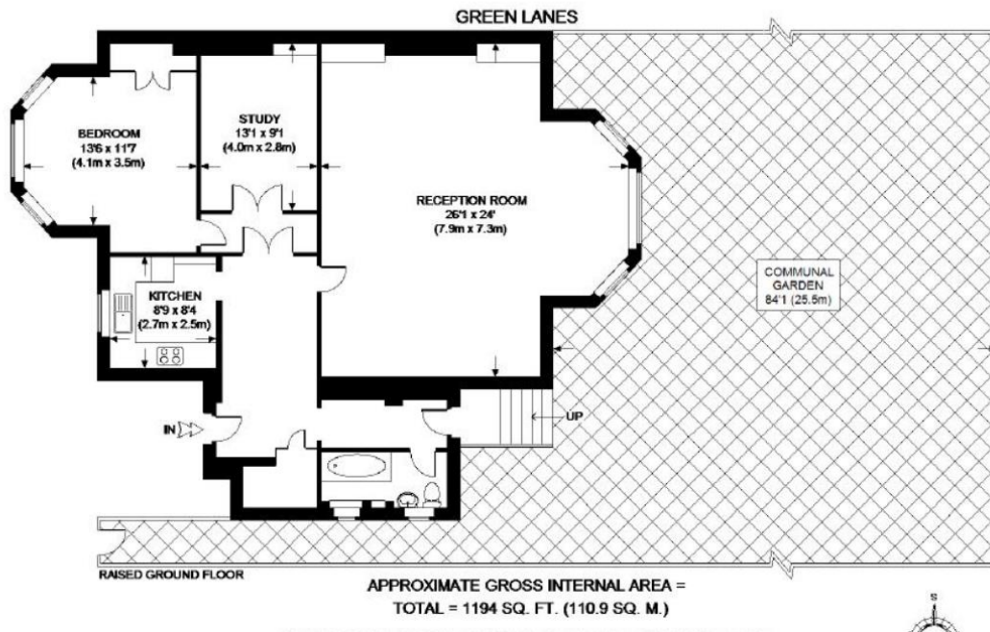 GREEN LANES
BEDROOM
13'6 x 11'7
(4.1m x 3.5m)
STUDY
13'1 x 9'1
(4.0m x 2.8m)
RECEPTION ROOM
26'1 x 24'
(7.9m x 7.3m)
COMMUNAL
GARDEN
84'1 (25.5m)
KITCHEN
8'9 x 8'4
(2.7m x 2.5m)
IN
UP
RAISED GROUND FLOOR
APPROXIMATE GROSS INTERNAL AREA =
TOTAL = 1194 SQ. FT. (110.9 SQ. M.)
S